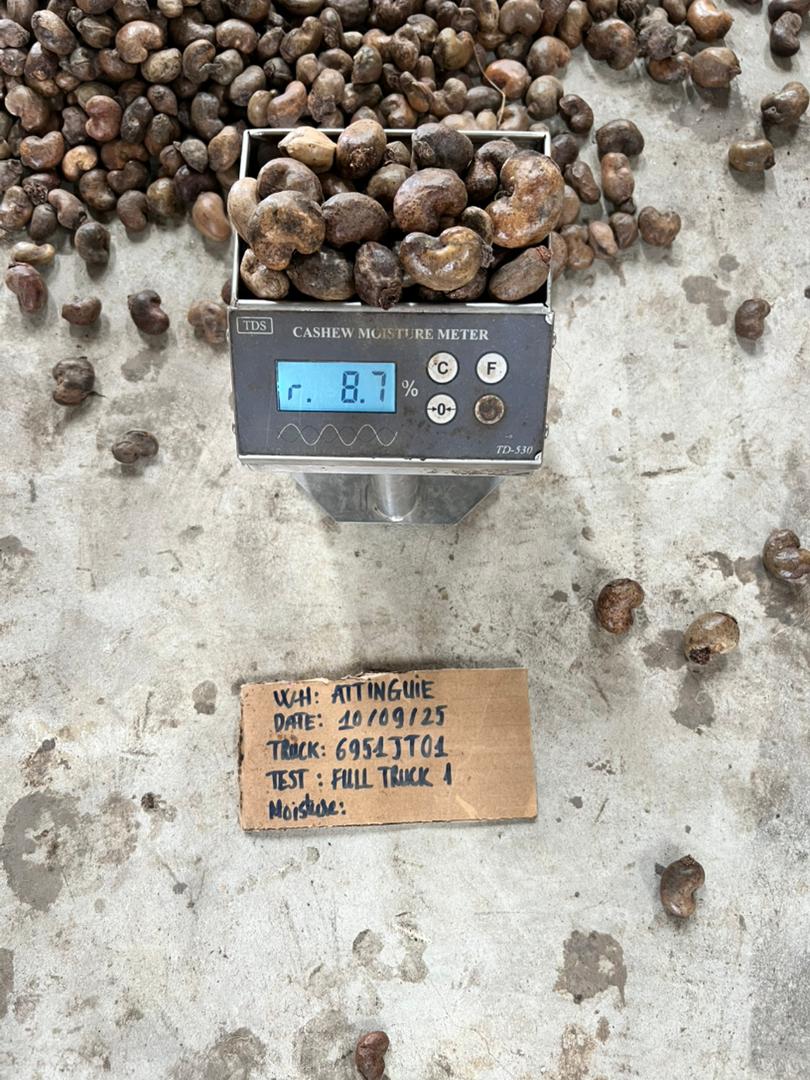 TDS CASHEW MOISTURE METER
r. 8.7 %
C F
→0←
TD-530
W-H: ATTINGUIE
DATE: 10/09/25
TRUCK: 6951JT01
TEST : FULL TRUCK 1
Moisture: